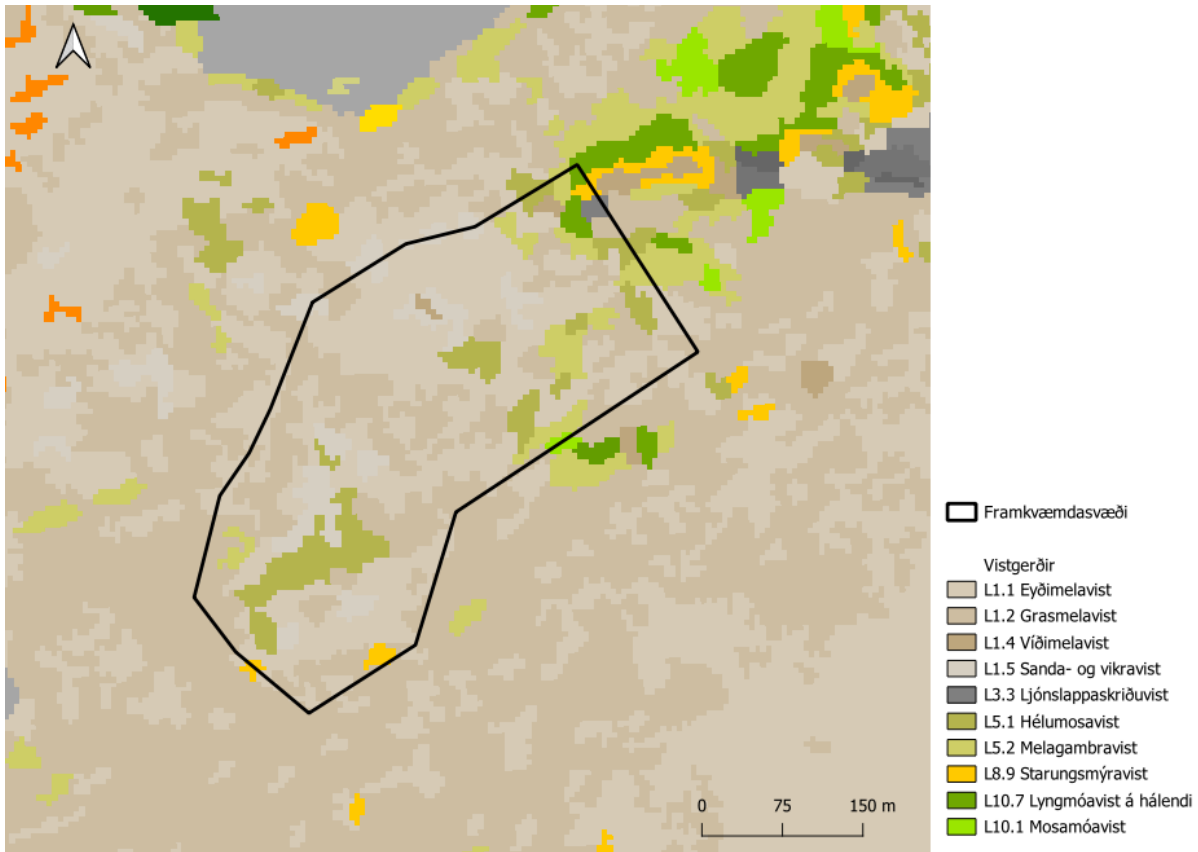 Framkvæmdasvæði
Vistgerðir
L1.1 Eyðimelavist
L1.2 Grasmelavist
L1.4 Víðimelavist
L1.5 Sanda- og vikravist
L3.3 Ljónslappaskriðuvist
L5.1 Hélumosavist
L5.2 Melagambravist
L8.9 Starungsmýravist
L10.7 Lyngmóavist á hálendi
L10.1 Mosamóavist
0 75 150 m